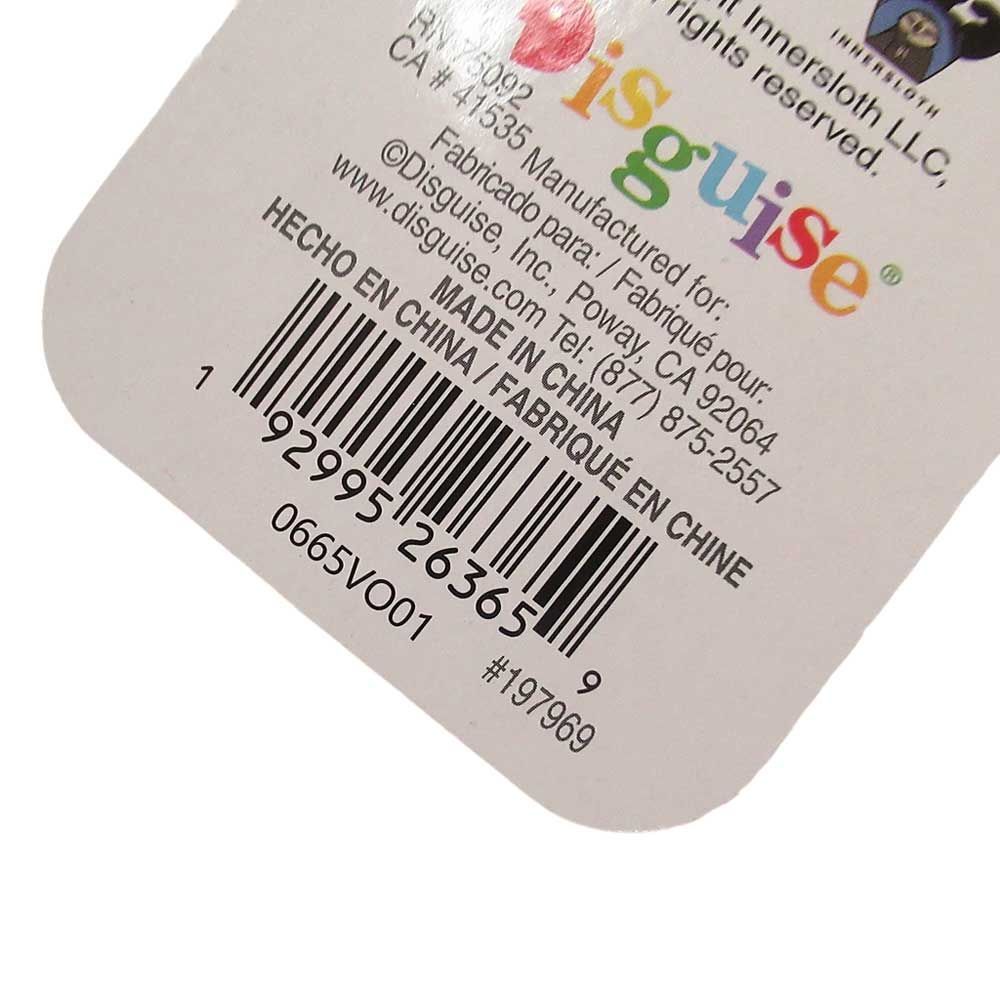 Innersloth LLC,
rights reserved.
INNERSLOTH
Disguise®
RN 75092
CA # 41535 Manufactured for:
Fabricado para: / Fabriqué pour:
©Disguise, Inc., Poway, CA 92064
www.disguise.com Tel: (877) 875-2557
MADE IN CHINA
HECHO EN CHINA / FABRIQUÉ EN CHINE
1 92995 26365 9
0665VO01
#197969